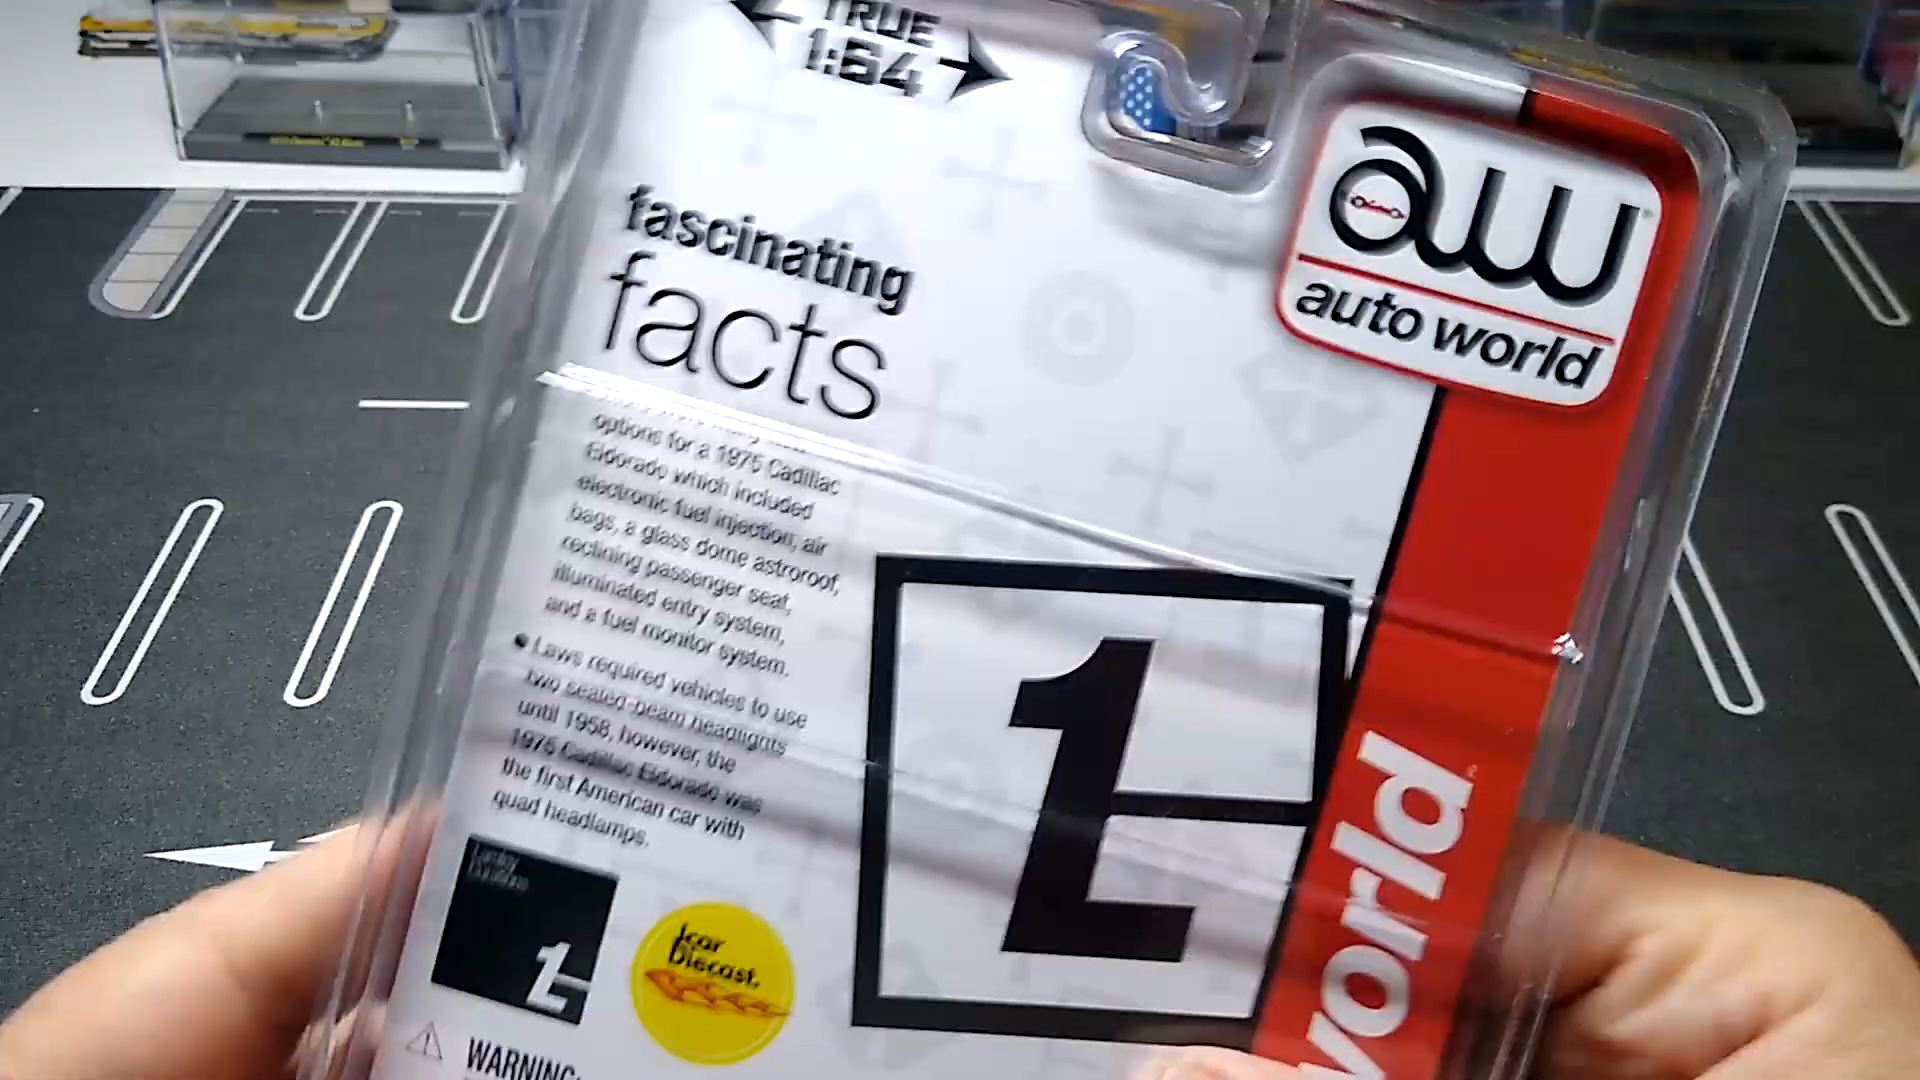 TRUE
1:64
aw
auto world
fascinating
facts
options for a 1975 Cadillac
Eldorado which included
electronic fuel injection, air
bags, a glass dome astroroof,
reclining passenger seat,
illuminated entry system,
and a fuel monitor system.
• Laws required vehicles to use
two sealed-beam headlights
until 1958, however, the
1975 Cadillac Eldorado was
the first American car with
quad headlamps.
1
world
Icar
Diecast.
WARNING: